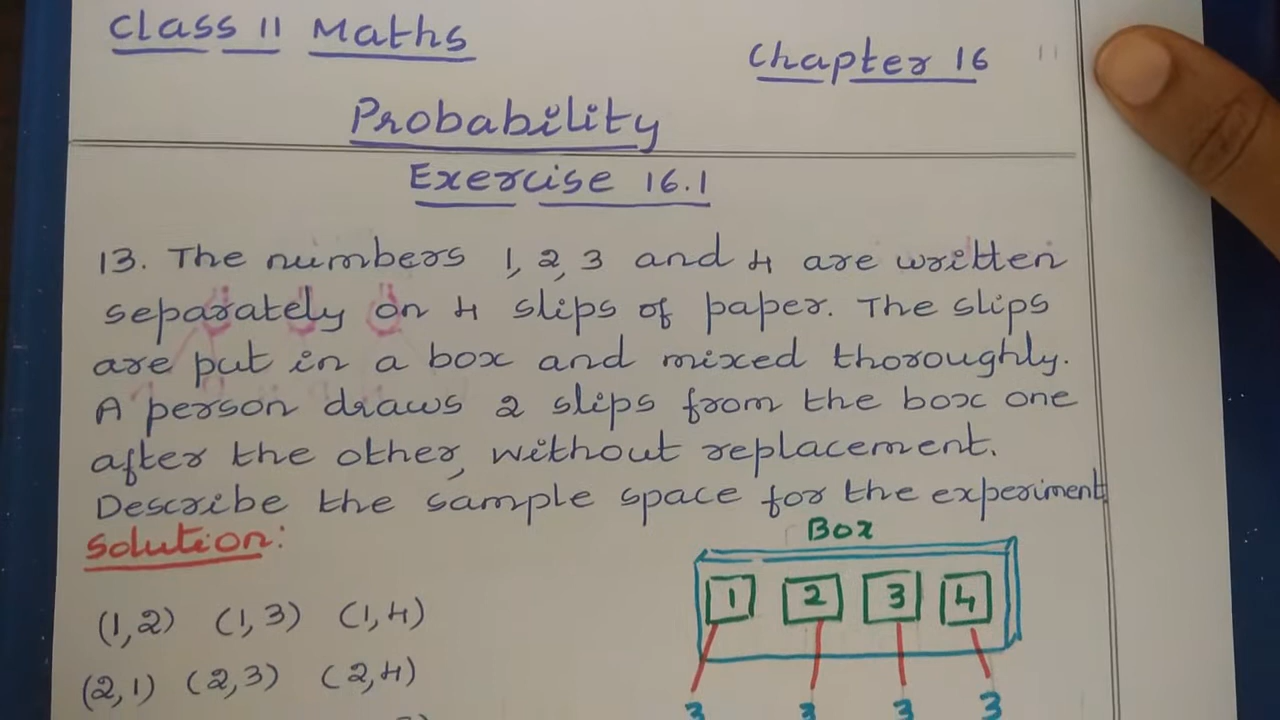 Class 11 Maths
Chapter 16
Probability
Exercise 16.1
13. The numbers 1, 2, 3 and 4 are written
separately on 4 slips of paper. The slips
are put in a box and mixed thoroughly.
A person draws 2 slips from the box one
after the other, without replacement.
Describe the sample space for the experiment
Solution:
Box
1 2 3 4
(1,2) (1,3) (1,4)
(2,1) (2,3) (2,4)
3 3 3 3